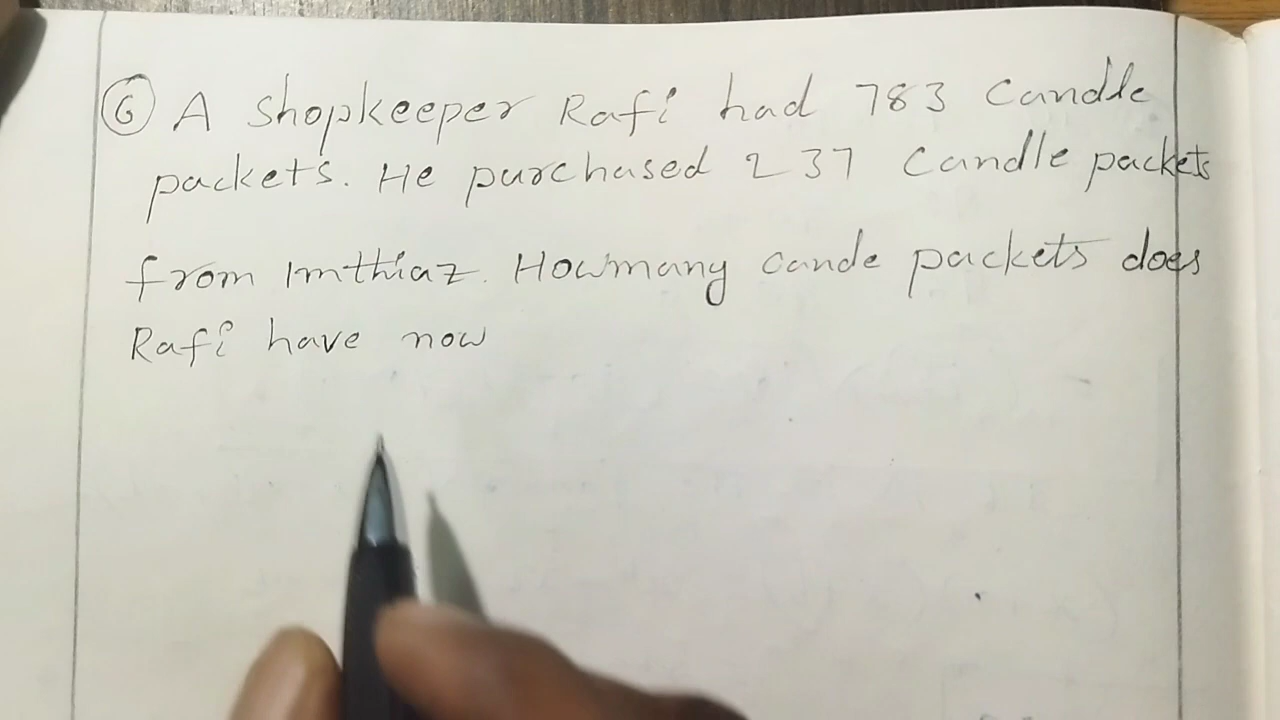 6 A shopkeeper Rafi had 783 Candle
packets. He purchased 237 Candle packets
from Imthiaz. Howmany cande packets does
Rafi have now